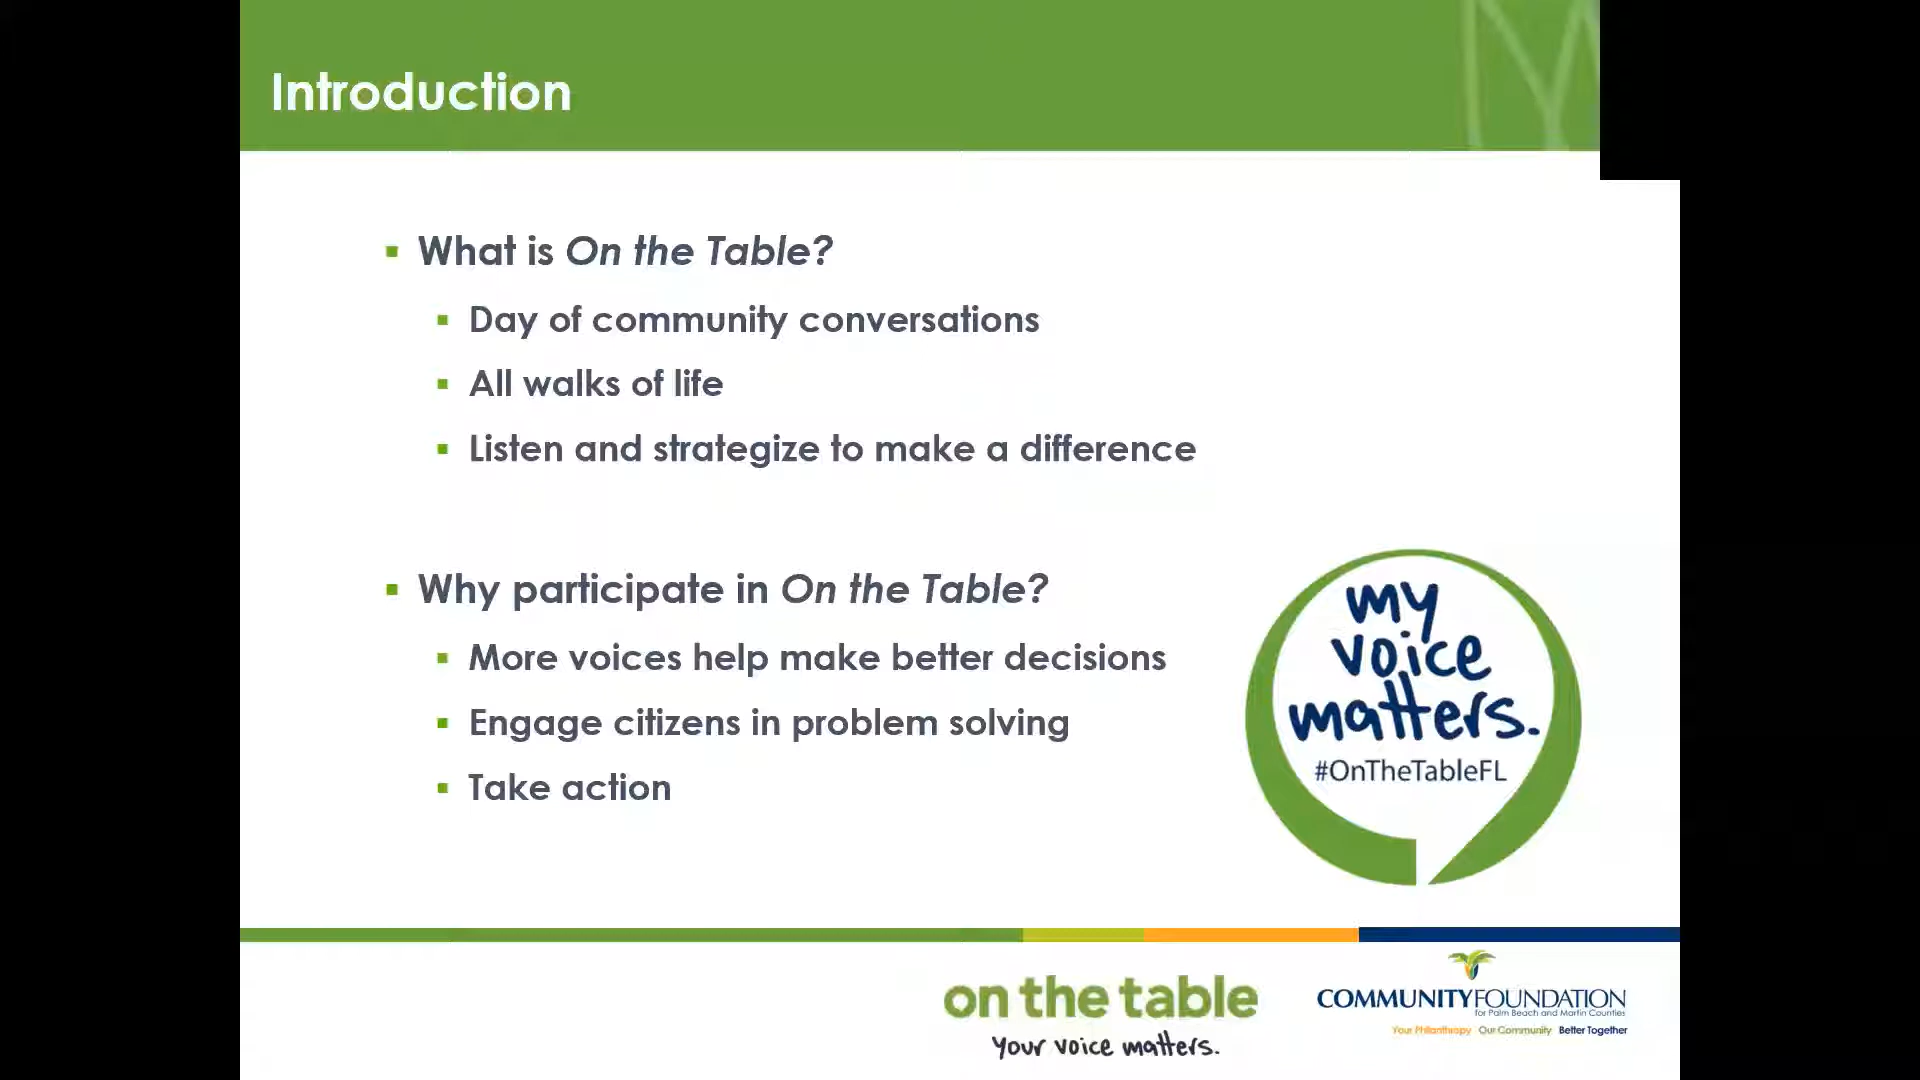 Introduction
What is On the Table?
Day of community conversations
All walks of life
Listen and strategize to make a difference
Why participate in On the Table?
More voices help make better decisions
Engage citizens in problem solving
Take action
my
voice
matters.
#OnTheTableFL
on the table
Your voice matters.
COMMUNITYFOUNDATION
for Palm Beach and Martin Counties
Your Philanthropy Our Community Better Together